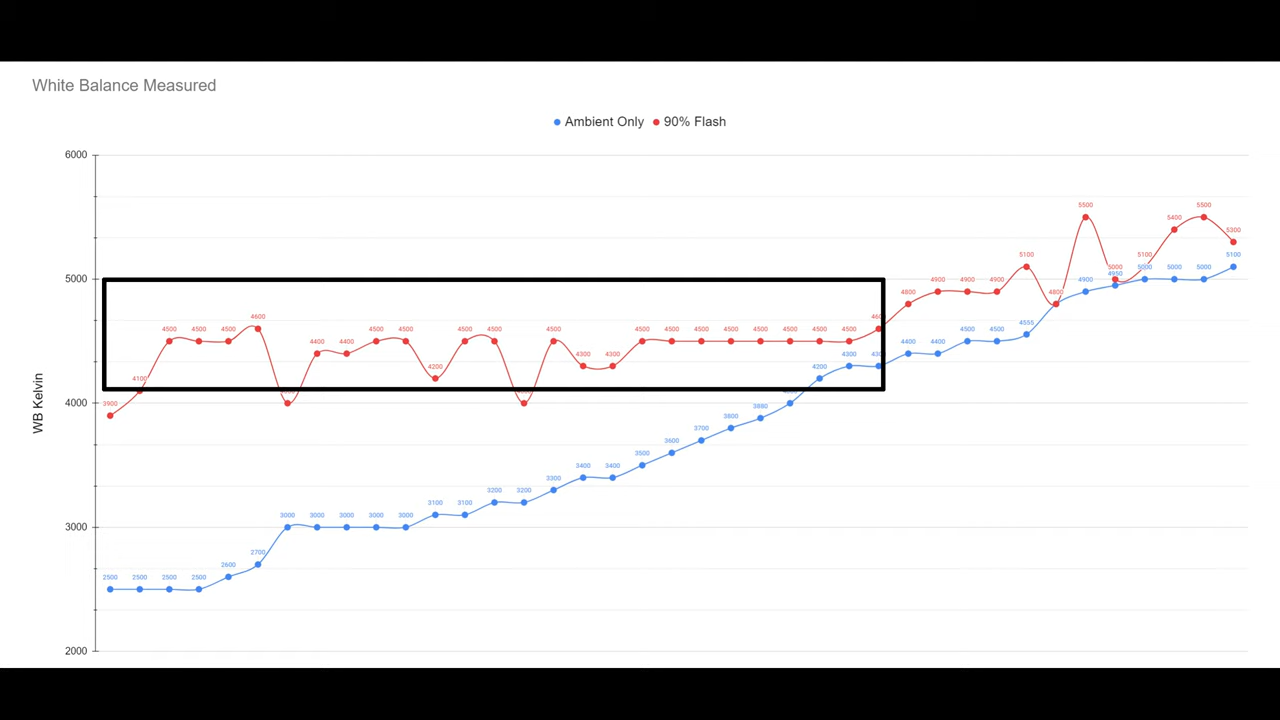 White Balance Measured
Ambient Only 90% Flash
6000
5500 5500
5400
5300
5100 5100 5100
5000 5000 4950 5000 5000 5000
4900 4900 4900 4900
4800 4800
4600
4500 4500 4500 4500 4500 4500 4500 4500 4500 4500 4500 4500 4500 4500 4500 4500 4500 4500 4555
4400 4400 4400 4400
4300 4300 4300
4200 4200
4100
4000
3900 3880
3800
3700
3600
3500
3400 3400
3300
3200 3200
3100 3100
3000 3000 3000 3000 3000 3000
2700
2600
2500 2500 2500 2500
2000
WB Kelvin